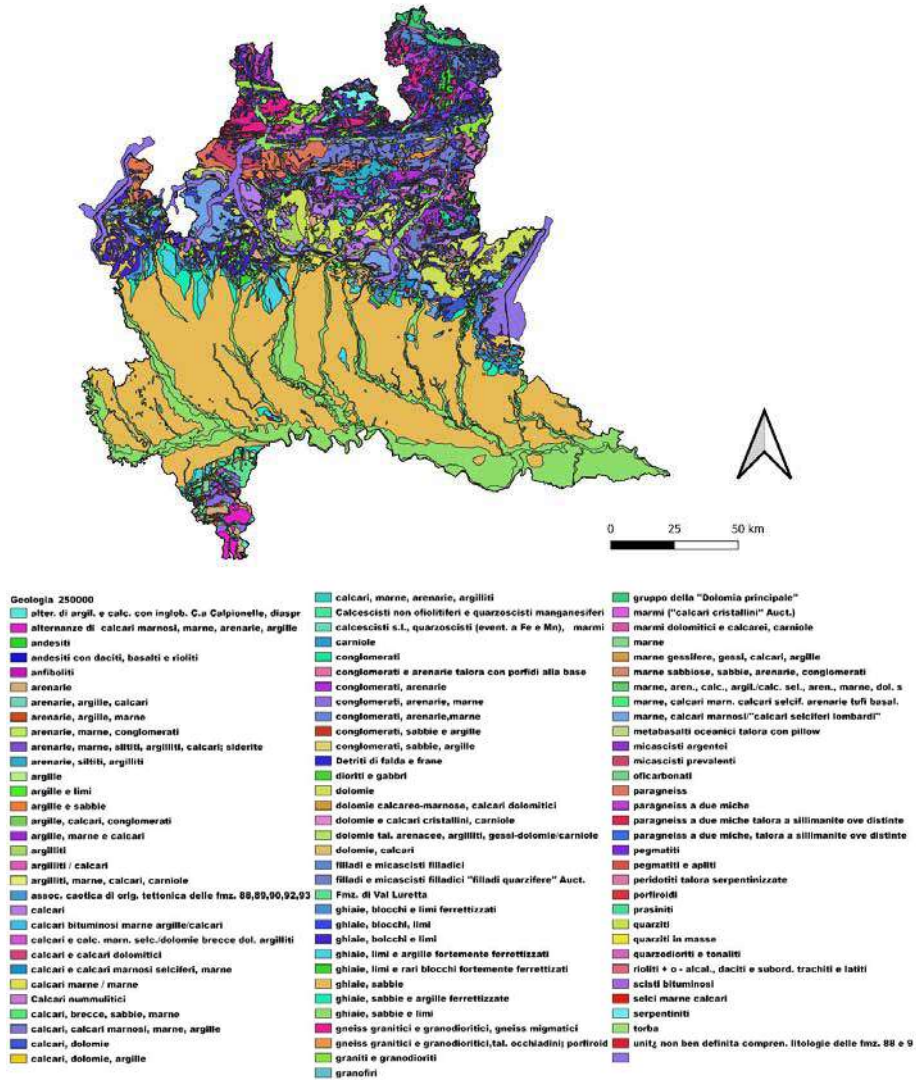 0 25 50 km
Geologia 250000
alter. di argil. e calc. con inglob. C.a Calpionelle, diaspr
alternanze di calcari marnosi, marne, arenarie, argille
andesiti
andesiti con daciti, basalti e rioliti
anfiboliti
arenarie
arenarie, argille, calcari
arenarie, argille, marne
arenarie, marne, conglomerati
arenarie, marne, siltiti, argilliti, calcari; siderite
arenarie, siltiti, argilliti
argille
argille e limi
argille e sabbie
argille, calcari, conglomerati
argille, marne e calcari
argilliti
argilliti / calcari
argilliti, marne, calcari, carniole
assoc. caotica di orig. tettonica delle fmz. 88,89,90,92,93
calcari
calcari bituminosi marne argille/calcari
calcari e calc. marn. selc./dolomie brecce dol. argilliti
calcari e calcari dolomitici
calcari e calcari marnosi selciferi, marne
calcari marne / marne
Calcari nummulitici
calcari, brecce, sabbie, marne
calcari, calcari marnosi, marne, argille
calcari, dolomie
calcari, dolomie, argille
calcari, marne, arenarie, argilliti
Calcescisti non ofiolitiferi e quarzoscisti manganesiferi
calcescisti s.l., quarzoscisti (event. a Fe e Mn), marmi
carniole
conglomerati
conglomerati e arenarie talora con porfidi alla base
conglomerati, arenarie
conglomerati, arenarie, marne
conglomerati, arenarie,marne
conglomerati, sabbie e argille
conglomerati, sabbie, argille
Detriti di falda e frane
dioriti e gabbri
dolomie
dolomie calcareo-marnose, calcari dolomitici
dolomie e calcari cristallini, carniole
dolomie tal. arenacee, argilliti, gessi-dolomie/carniole
dolomie, calcari
filladi e micascisti filladici
filladi e micascisti filladici "filladi quarzifere" Auct.
Fmz. di Val Luretta
ghiaie, blocchi e limi ferrettizzati
ghiaie, blocchi, limi
ghiaie, bolcchi e limi
ghiaie, limi e argille fortemente ferrettizzati
ghiaie, limi e rari blocchi fortemente ferrettizzati
ghiaie, sabbie
ghiaie, sabbie e argille ferrettizzate
ghiaie, sabbie e limi
gneiss granitici e granodioritici, gneiss migmatici
gneiss granitici e granodioritici,tal. occhiadini; porfiroid
graniti e granodioriti
granofiri
gruppo della "Dolomia principale"
marmi ("calcari cristallini" Auct.)
marmi dolomitici e calcarei, carniole
marne
marne gessifere, gessi, calcari, argille
marne sabbiose, sabbie, arenarie, conglomerati
marne, aren., calc., argil./calc. sel., aren., marne, dol. s
marne, calcari marn. calcari selcif. arenarie tufi basal.
marne, calcari marnosi/"calcari selciferi lombardi"
metabasalti oceanici talora con pillow
micascisti argentei
micascisti prevalenti
oficarbonati
paragneiss
paragneiss a due miche
paragneiss a due miche talora a sillimanite ove distinte
paragneiss a due miche, talora a sillimanite ove distinte
pegmatiti
pegmatiti e apliti
peridotiti talora serpentinizzate
porfiroidi
prasiniti
quarziti
quarziti in masse
quarzodioriti e tonaliti
rioliti + o - alcal., daciti e subord. trachiti e latiti
scisti bituminosi
selci marne calcari
serpentiniti
torba
unitz non ben definita compren. litologie delle fmz. 88 e 9